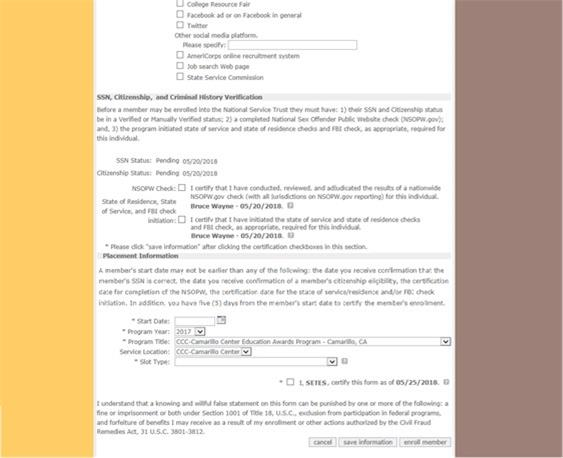 College Resource Fair
Facebook ad or on Facebook in general
Twitter
Other social media platform.
Please specify:
AmeriCorps online recruitment system
Job search Web page
State Service Commission
SSN, Citizenship, and Criminal History Verification
Before a member may be enrolled into the National Service Trust they must have: 1) their SSN and Citizenship status
be in a Verified or Manually Verified status; 2) a completed National Sex Offender Public Website check (NSOPW.gov);
and, 3) the program initiated state of service and state of residence checks and FBI check, as appropriate, required for
this individual.
SSN Status: Pending 05/20/2018
Citizenship Status: Pending 05/20/2018
NSOPW Check: I certify that I have conducted, reviewed, and adjudicated the results of a nationwide
NSOPW.gov check (with all jurisdictions on NSOPW.gov reporting) for this individual.
Bruce Wayne - 05/20/2018.
State of Residence, State
of Service, and FBI check
initiation: I certify that I have initiated the state of service and state of residence checks
and FBI check, as appropriate, required for this individual.
Bruce Wayne - 05/20/2018.
* Please click "save information" after clicking the certification checkboxes in this section.
Placement Information
A member's start date may not be earlier than any of the following: the date you receive confirmation that the
member's SSN is correct, the date you receive confirmation of a member's citizenship eligibility, the certification
date for completion of the NSOPW, the certification date for the state of service/residence and/or FBI check
initiation. In addition, you have five (5) days from the member's start date to certify the member's enrollment.
* Start Date:
* Program Year: 2017
* Program Title: CCC-Camarillo Center Education Awards Program - Camarillo, CA
Service Location: CCC-Camarillo Center
* Slot Type:
* I, SETES, certify this form as of 05/25/2018.
I understand that a knowing and willful false statement on this form can be punished by one or more of the following: a
fine or imprisonment or both under Section 1001 of Title 18, U.S.C., exclusion from participation in federal programs,
and forfeiture of benefits I may receive as a result of my enrollment or other actions authorized by the Civil Fraud
Remedies Act, 31 U.S.C. 3801-3812.
cancel save information enroll member